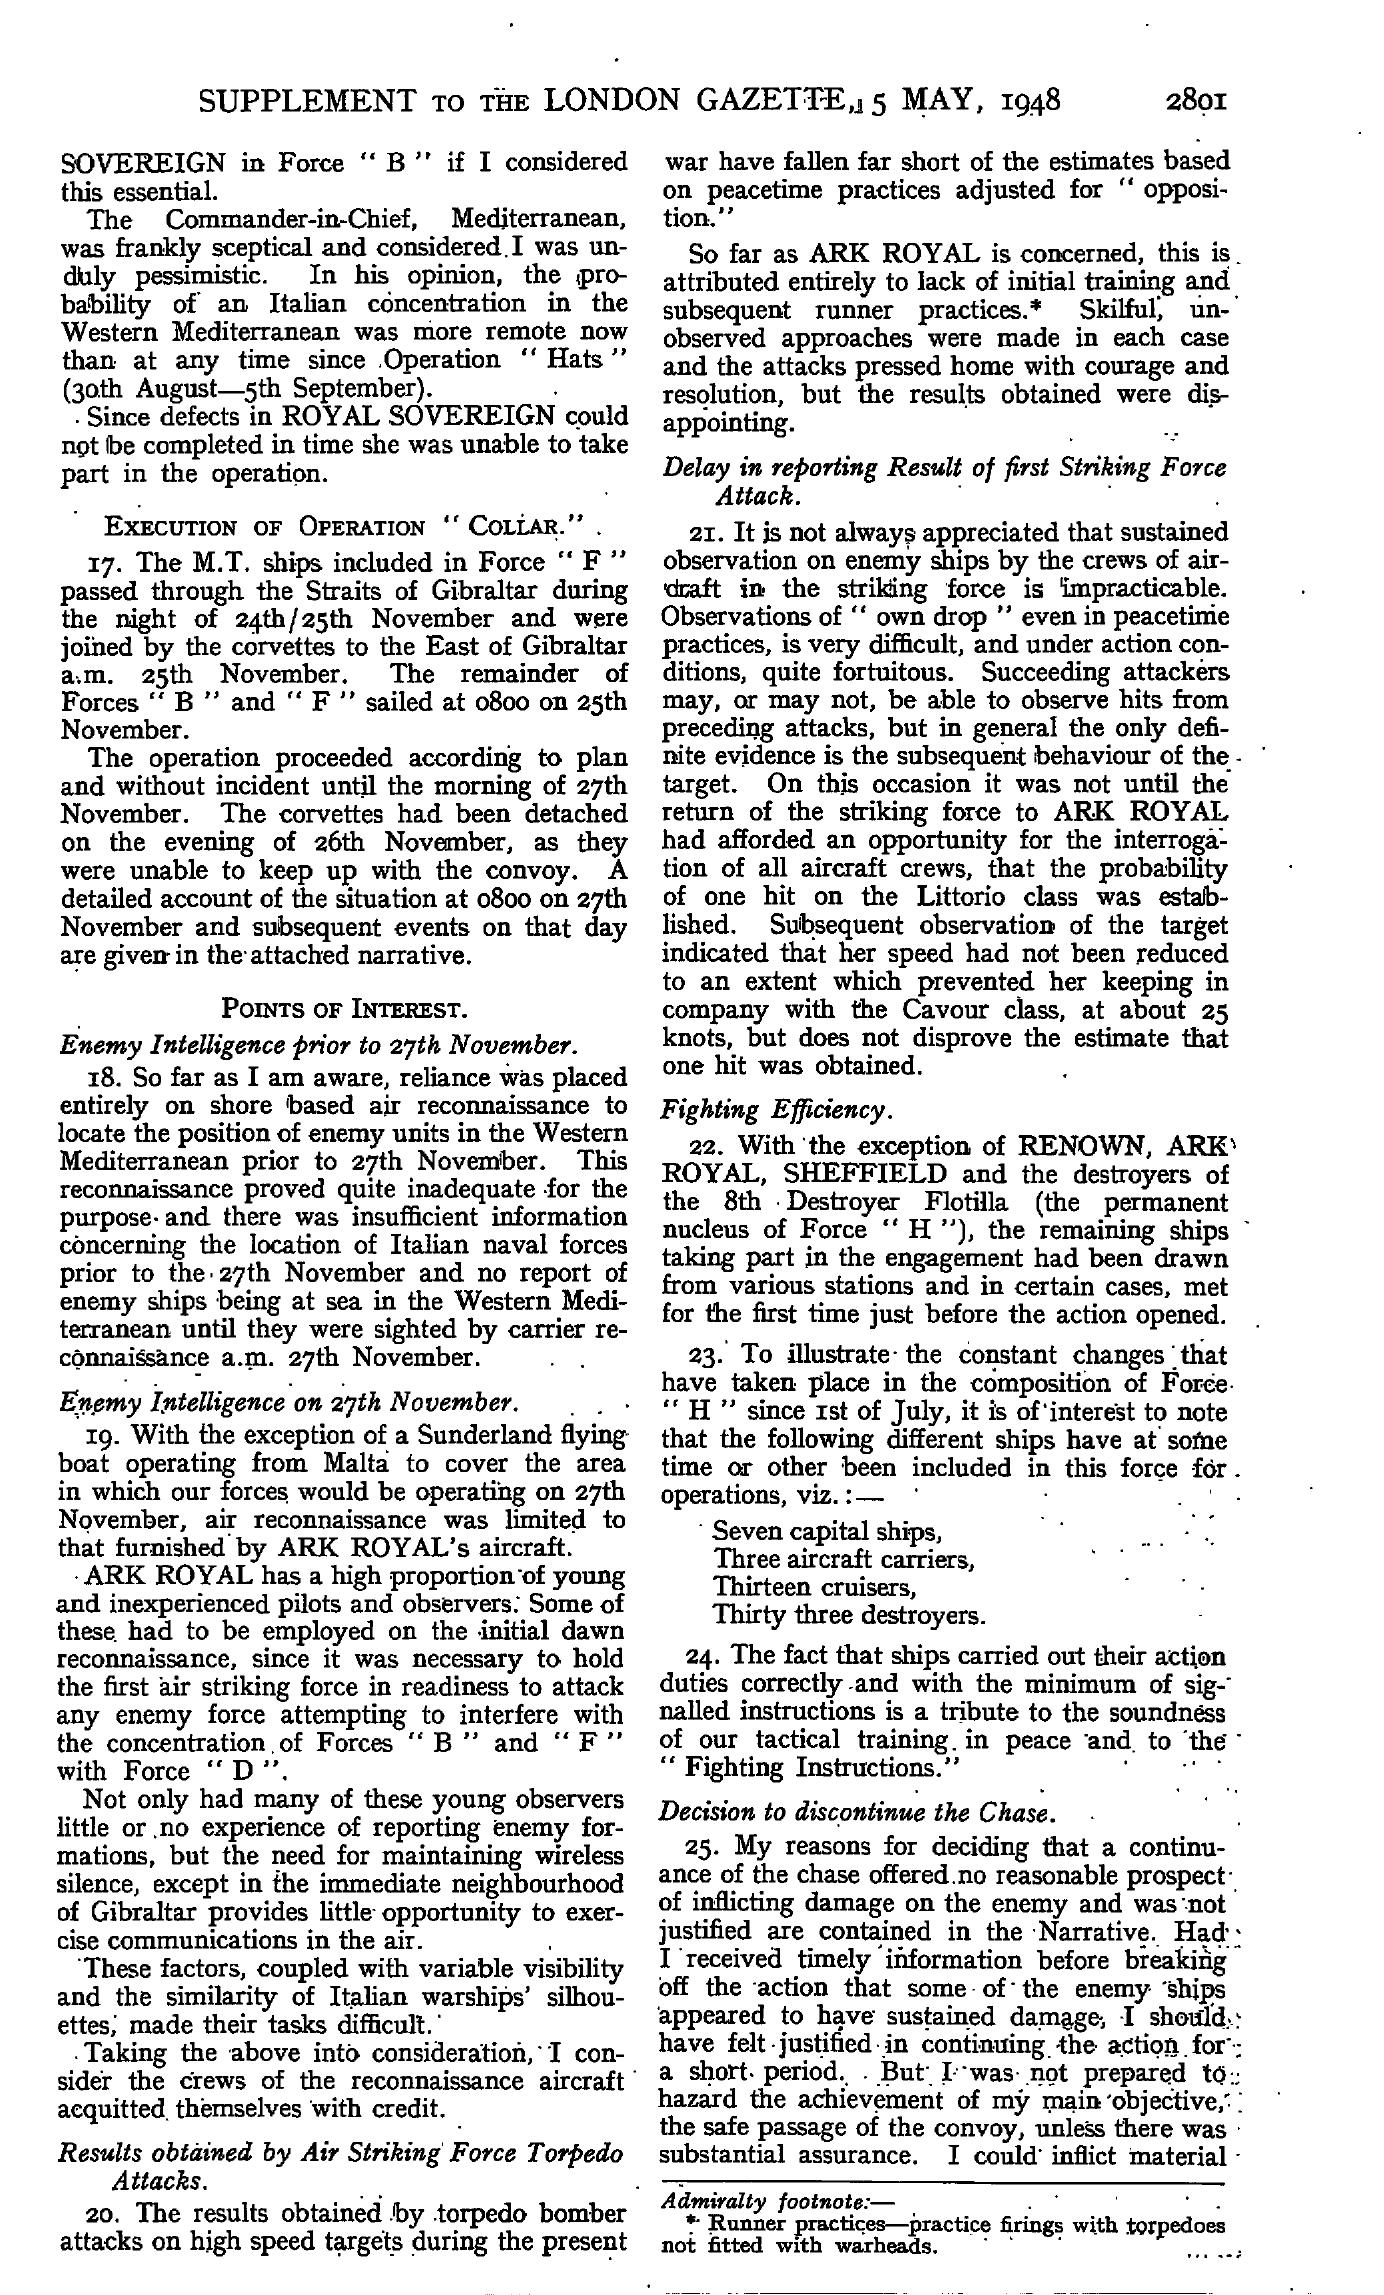 SUPPLEMENT TO THE LONDON GAZETTE, 5 MAY, 1948 2801
SOVEREIGN in Force " B " if I considered
this essential.
The Commander-in-Chief, Mediterranean,
was frankly sceptical and considered I was un-
duly pessimistic. In his opinion, the pro-
bability of an Italian concentration in the
Western Mediterranean was more remote now
than at any time since Operation " Hats "
(30th August—5th September).
Since defects in ROYAL SOVEREIGN could
not be completed in time she was unable to take
part in the operation.
EXECUTION OF OPERATION " COLLAR."
17. The M.T. ships included in Force " F "
passed through the Straits of Gibraltar during
the night of 24th/25th November and were
joined by the corvettes to the East of Gibraltar
a.m. 25th November. The remainder of
Forces " B " and " F " sailed at 0800 on 25th
November.
The operation proceeded according to plan
and without incident until the morning of 27th
November. The corvettes had been detached
on the evening of 26th November, as they
were unable to keep up with the convoy. A
detailed account of the situation at 0800 on 27th
November and subsequent events on that day
are given in the attached narrative.
POINTS OF INTEREST.
Enemy Intelligence prior to 27th November.
18. So far as I am aware, reliance was placed
entirely on shore based air reconnaissance to
locate the position of enemy units in the Western
Mediterranean prior to 27th November. This
reconnaissance proved quite inadequate for the
purpose and there was insufficient information
concerning the location of Italian naval forces
prior to the 27th November and no report of
enemy ships being at sea in the Western Medi-
terranean until they were sighted by carrier re-
connaissance a.m. 27th November.
Enemy Intelligence on 27th November.
19. With the exception of a Sunderland flying
boat operating from Malta to cover the area
in which our forces would be operating on 27th
November, air reconnaissance was limited to
that furnished by ARK ROYAL's aircraft.
ARK ROYAL has a high proportion of young
and inexperienced pilots and observers. Some of
these had to be employed on the initial dawn
reconnaissance, since it was necessary to hold
the first air striking force in readiness to attack
any enemy force attempting to interfere with
the concentration of Forces " B " and " F "
with Force " D ".
Not only had many of these young observers
little or no experience of reporting enemy for-
mations, but the need for maintaining wireless
silence, except in the immediate neighbourhood
of Gibraltar provides little opportunity to exer-
cise communications in the air.
These factors, coupled with variable visibility
and the similarity of Italian warships' silhou-
ettes, made their tasks difficult.
Taking the above into consideration, I con-
sider the crews of the reconnaissance aircraft
acquitted themselves with credit.
Results obtained by Air Striking Force Torpedo
Attacks.
20. The results obtained by torpedo bomber
attacks on high speed targets during the present
war have fallen far short of the estimates based
on peacetime practices adjusted for " opposi-
tion."
So far as ARK ROYAL is concerned, this is
attributed entirely to lack of initial training and
subsequent runner practices.* Skilful, un-
observed approaches were made in each case
and the attacks pressed home with courage and
resolution, but the results obtained were dis-
appointing.
Delay in reporting Result of first Striking Force
Attack.
21. It is not always appreciated that sustained
observation on enemy ships by the crews of air-
craft in the striking force is impracticable.
Observations of " own drop " even in peacetime
practices, is very difficult, and under action con-
ditions, quite fortuitous. Succeeding attackers
may, or may not, be able to observe hits from
preceding attacks, but in general the only defi-
nite evidence is the subsequent behaviour of the
target. On this occasion it was not until the
return of the striking force to ARK ROYAL
had afforded an opportunity for the interroga-
tion of all aircraft crews, that the probability
of one hit on the Littorio class was estab-
lished. Subsequent observation of the target
indicated that her speed had not been reduced
to an extent which prevented her keeping in
company with the Cavour class, at about 25
knots, but does not disprove the estimate that
one hit was obtained.
Fighting Efficiency.
22. With the exception of RENOWN, ARK
ROYAL, SHEFFIELD and the destroyers of
the 8th Destroyer Flotilla (the permanent
nucleus of Force " H "), the remaining ships
taking part in the engagement had been drawn
from various stations and in certain cases, met
for the first time just before the action opened.
23. To illustrate the constant changes that
have taken place in the composition of Force
" H " since 1st of July, it is of interest to note
that the following different ships have at some
time or other been included in this force for
operations, viz.:—
Seven capital ships,
Three aircraft carriers,
Thirteen cruisers,
Thirty three destroyers.
24. The fact that ships carried out their action
duties correctly and with the minimum of sig-
nalled instructions is a tribute to the soundness
of our tactical training in peace and to the
" Fighting Instructions."
Decision to discontinue the Chase.
25. My reasons for deciding that a continu-
ance of the chase offered no reasonable prospect
of inflicting damage on the enemy and was not
justified are contained in the Narrative. Had
I received timely information before breaking
off the action that some of the enemy ships
appeared to have sustained damage, I should
have felt justified in continuing the action for
a short period. But I was not prepared to
hazard the achievement of my main objective,
the safe passage of the convoy, unless there was
substantial assurance. I could inflict material
Admiralty footnote:—
* Runner practices—practice firings with torpedoes
not fitted with warheads.